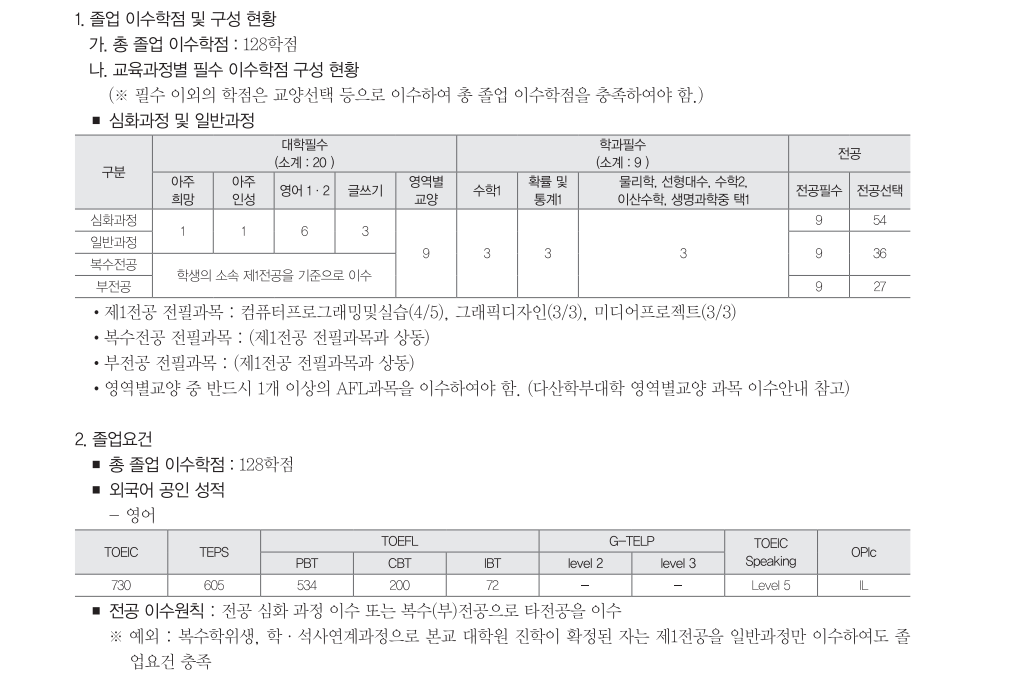 1. 졸업 이수학점 및 구성 현황
가. 총 졸업 이수학점 : 128학점
나. 교육과정별 필수 이수학점 구성 현황
(※ 필수 이외의 학점은 교양선택 등으로 이수하여 총 졸업 이수학점을 충족하여야 함.)
■ 심화과정 및 일반과정
구분 대학필수 (소계 : 20 ) 학과필수 (소계 : 9 ) 전공
아주 희망 아주 인성 영어 1 · 2 글쓰기 영역별 교양 수학1 확률 및 통계1 물리학, 선형대수, 수학2, 이산수학, 생명과학중 택1 전공필수 전공선택
심화과정 1 1 6 3 9 3 3 3 9 54
일반과정 9 36
복수전공 학생의 소속 제1전공을 기준으로 이수
부전공 9 27
• 제1전공 전필과목 : 컴퓨터프로그래밍및실습(4/5), 그래픽디자인(3/3), 미디어프로젝트(3/3)
• 복수전공 전필과목 : (제1전공 전필과목과 상동)
• 부전공 전필과목 : (제1전공 전필과목과 상동)
• 영역별교양 중 반드시 1개 이상의 AFL과목을 이수하여야 함. (다산학부대학 영역별교양 과목 이수안내 참고)
2. 졸업요건
■ 총 졸업 이수학점 : 128학점
■ 외국어 공인 성적
– 영어
TOEIC TEPS TOEFL G-TELP TOEIC Speaking OPIc
PBT CBT IBT level 2 level 3
730 605 534 200 72 – – Level 5 IL
■ 전공 이수원칙 : 전공 심화 과정 이수 또는 복수(부)전공으로 타전공을 이수
※ 예외 : 복수학위생, 학 · 석사연계과정으로 본교 대학원 진학이 확정된 자는 제1전공을 일반과정만 이수하여도 졸
업요건 충족